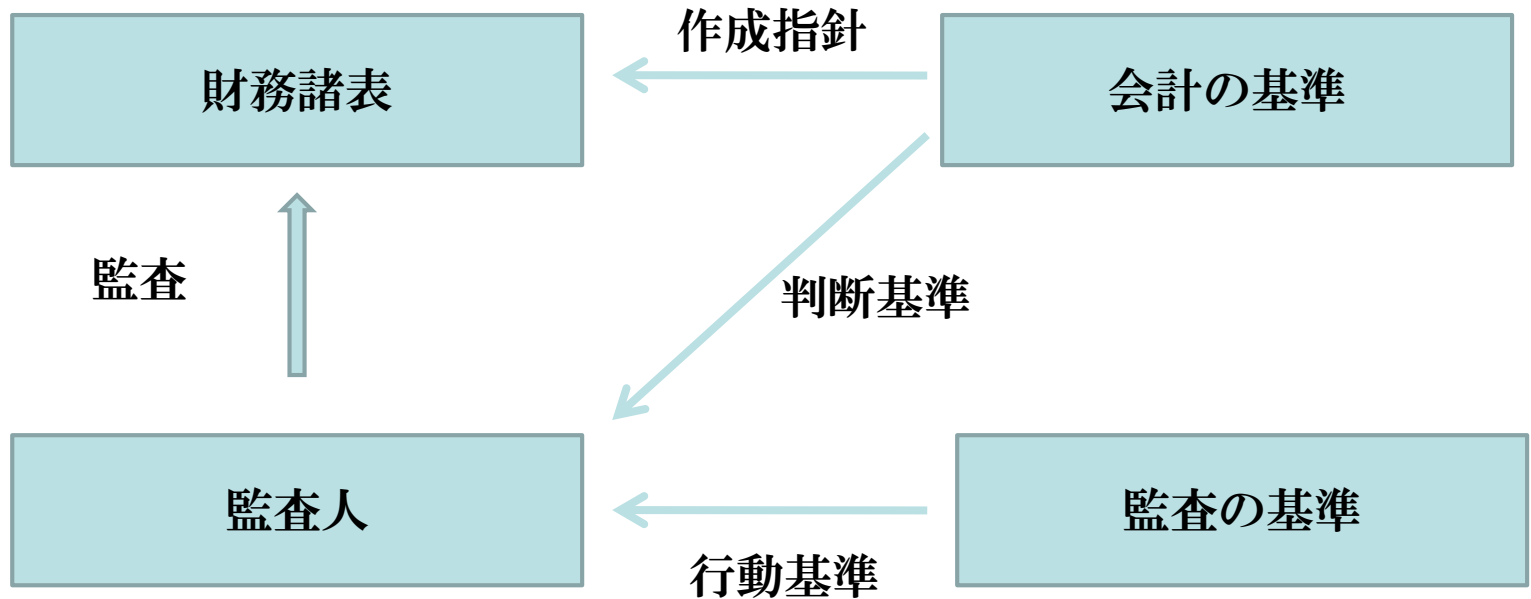 作成指針
財務諸表
会計の基準
監査
判断基準
監査人
監査の基準
行動基準